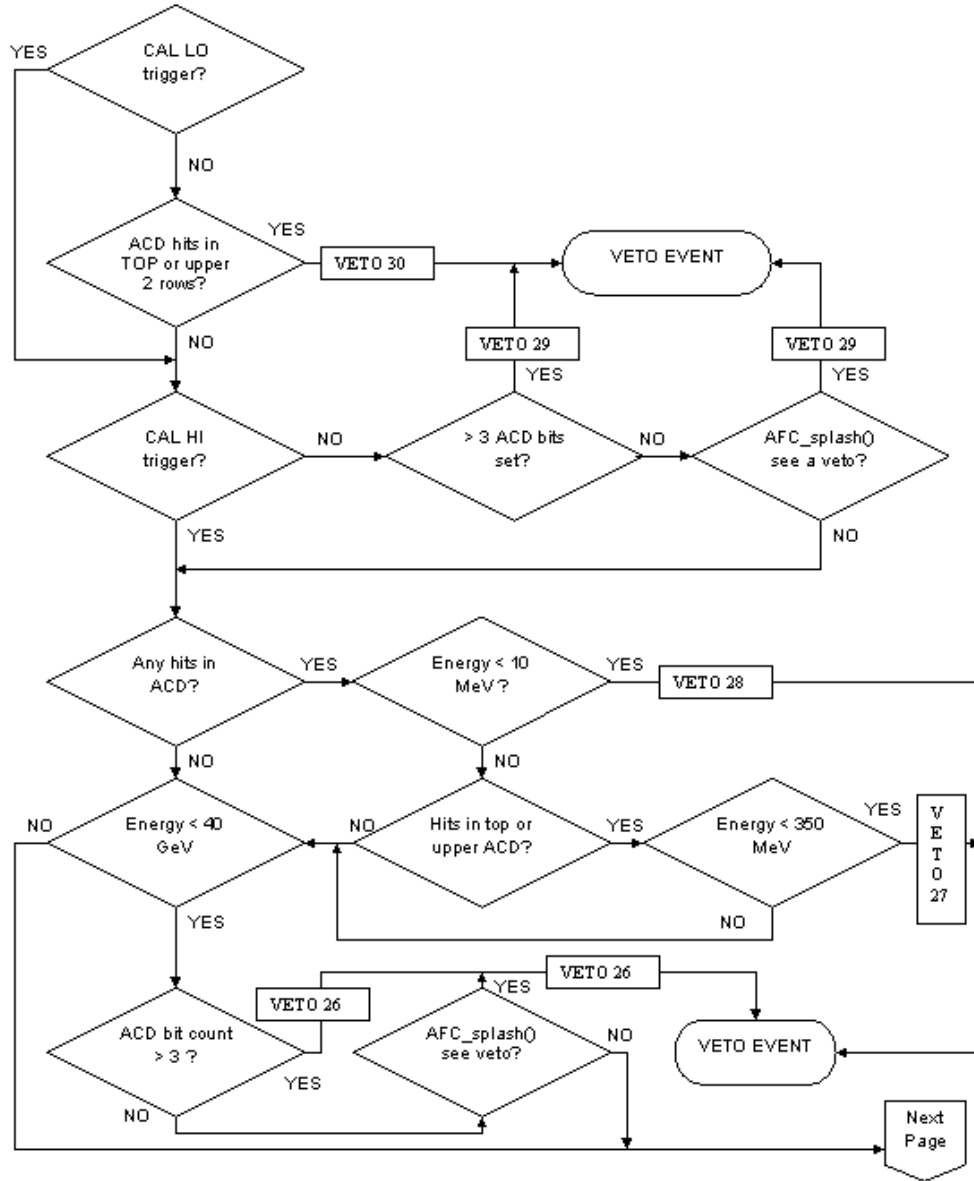 YES
CAL LO
trigger?
NO
ACD hits in
TOP or upper
2 rows?
YES
VETO 30
VETO EVENT
NO
VETO 29
VETO 29
YES
YES
CAL HI
trigger?
NO
> 3 ACD bits
set?
NO
AFC_splash()
see a veto?
YES
NO
Any hits in
ACD?
YES
Energy < 10
MeV?
YES
VETO 28
NO
NO
NO
Energy < 40
GeV
NO
Hits in top or
upper ACD?
YES
Energy < 350
MeV
YES
V
E
T
O
27
YES
NO
VETO 26
VETO 26
YES
ACD bit count
> 3 ?
YES
AFC_splash()
see veto?
NO
VETO EVENT
NO
Next
Page